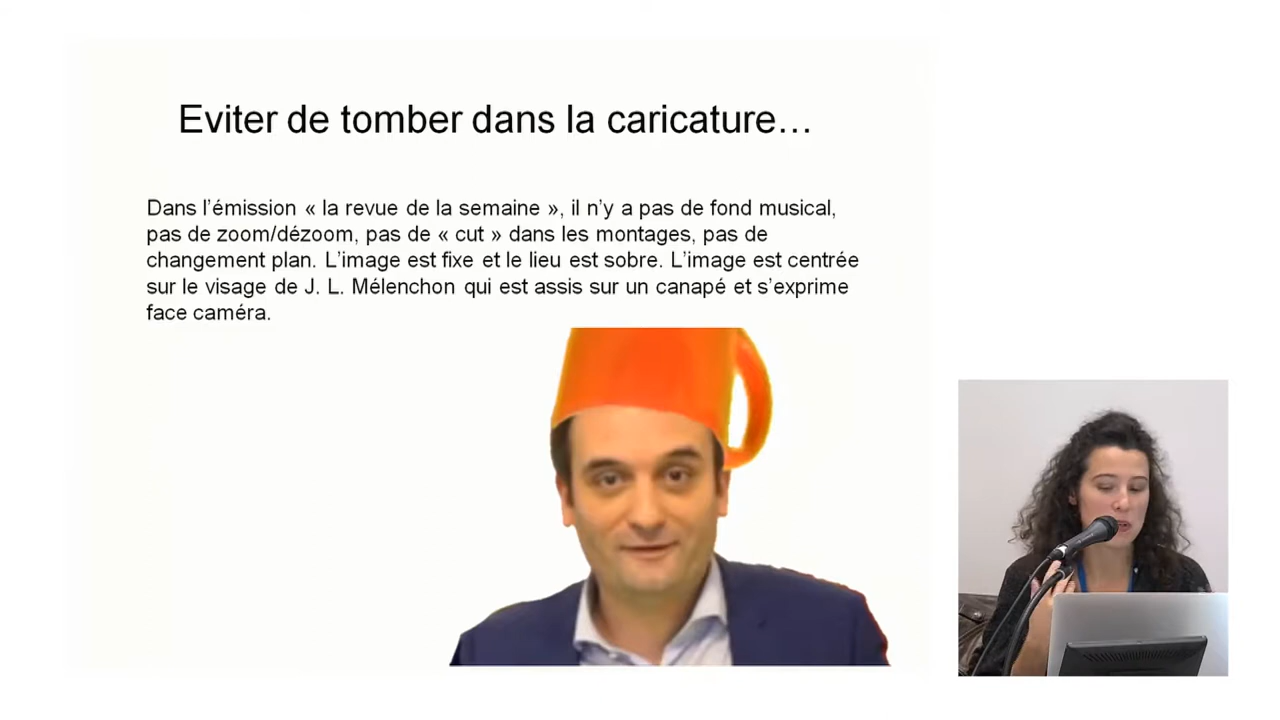 Eviter de tomber dans la caricature…
Dans l’émission « la revue de la semaine », il n’y a pas de fond musical,
pas de zoom/dézoom, pas de « cut » dans les montages, pas de
changement plan. L’image est fixe et le lieu est sobre. L’image est centrée
sur le visage de J. L. Mélenchon qui est assis sur un canapé et s’exprime
face caméra.